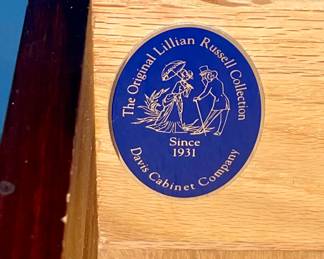 The Original Lillian Russell Collection
Since
1931
Davis Cabinet Company